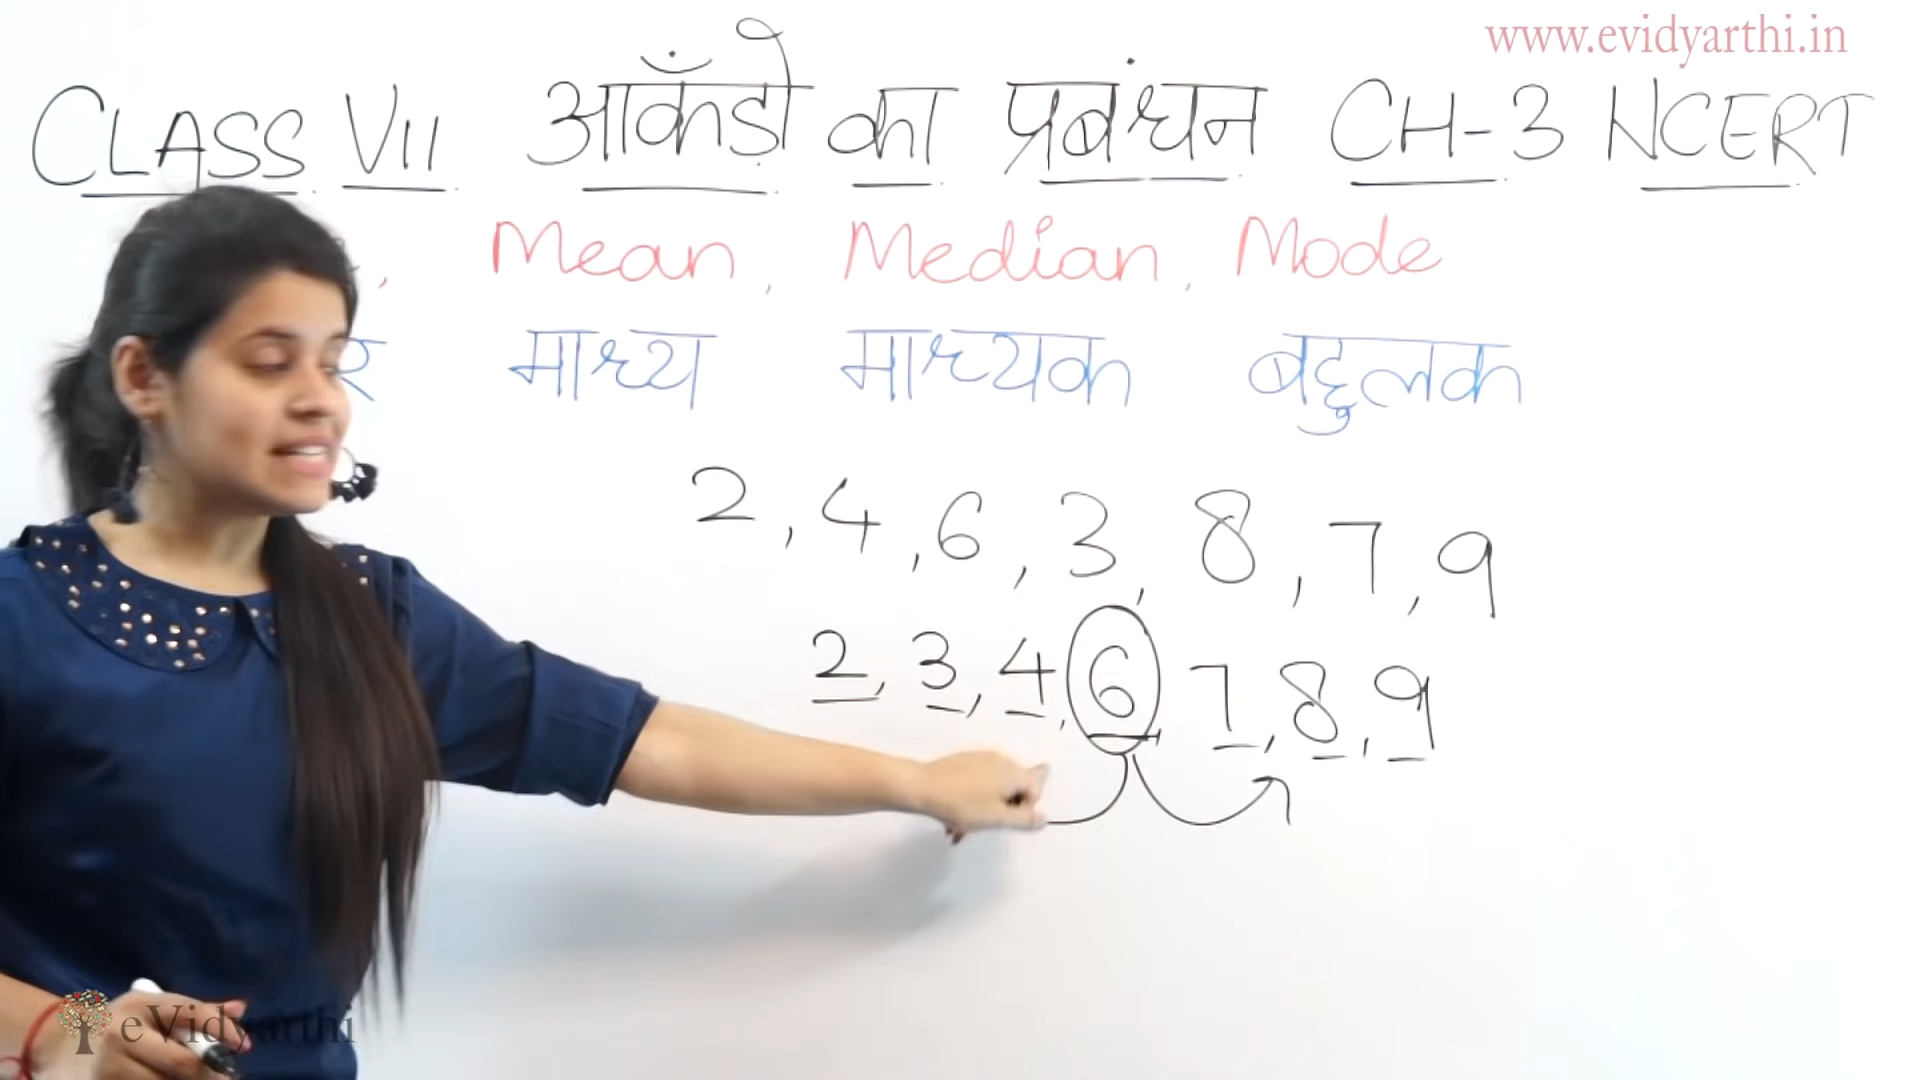 www.evidyarthi.in
CLASS VII आकँड़ो का प्रबंधन CH-3 NCERT
, Mean, Median, Mode
र माध्य माध्यक बहुलक
2, 4, 6, 3, 8, 7, 9
2, 3, 4, 6, 7, 8, 9
eVidyarthi